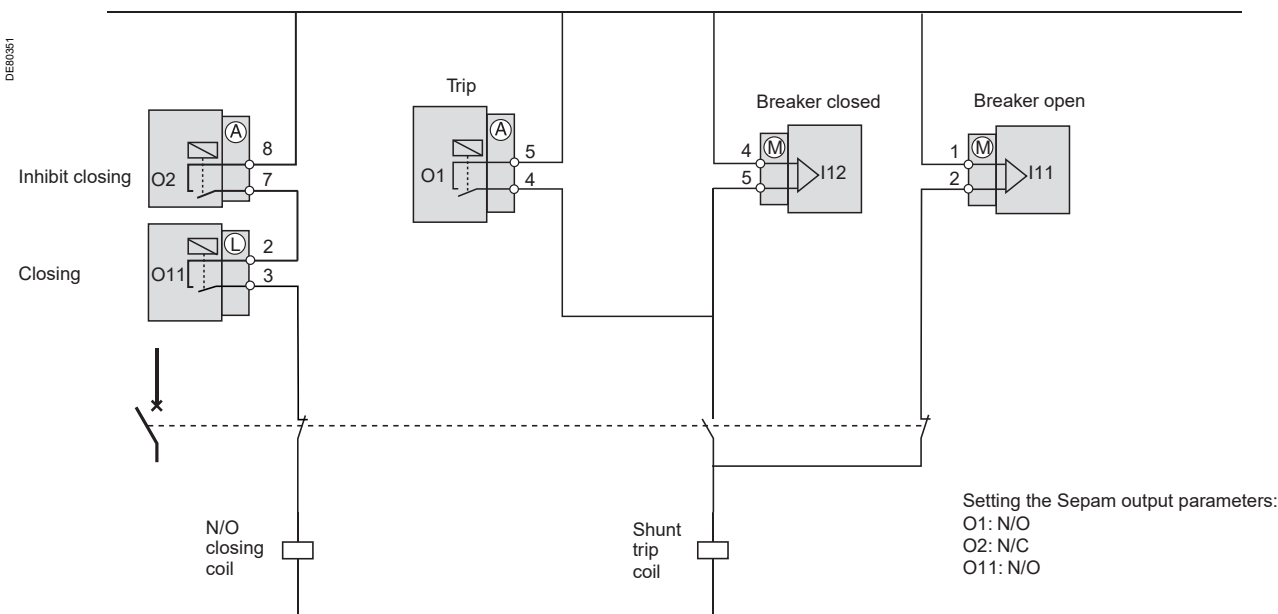 DE80351
Trip
Breaker closed
Breaker open
Inhibit closing
O2
A
8
7
O1
A
5
4
4
5
M
I12
1
2
M
I11
Closing
O11
L
2
3
N/O
closing
coil
Shunt
trip
coil
Setting the Sepam output parameters:
O1: N/O
O2: N/C
O11: N/O